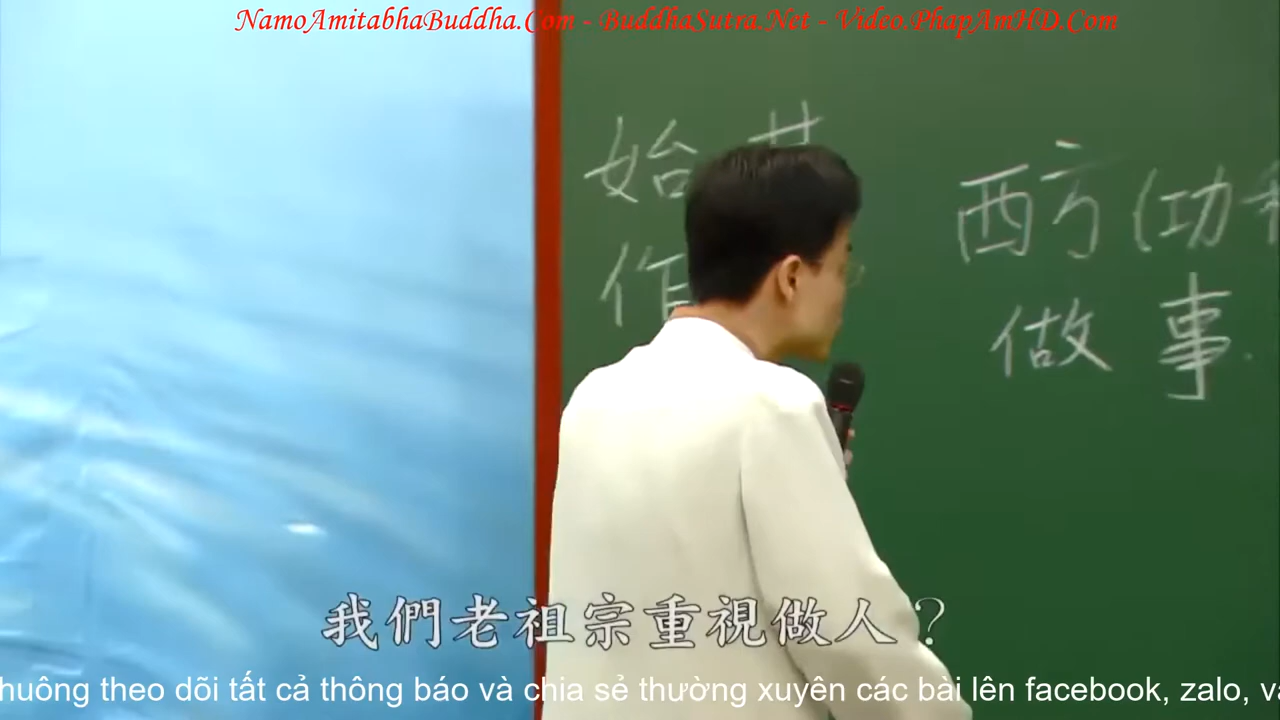 NamoAmitabhaBuddha.Com - BuddhaSutra.Net - Video.PhapAmHD.Com
始
作
西方(功
做事
我們老祖宗重視做人?
huông theo dõi tất cả thông báo và chia sẻ thường xuyên các bài lên facebook, zalo, và